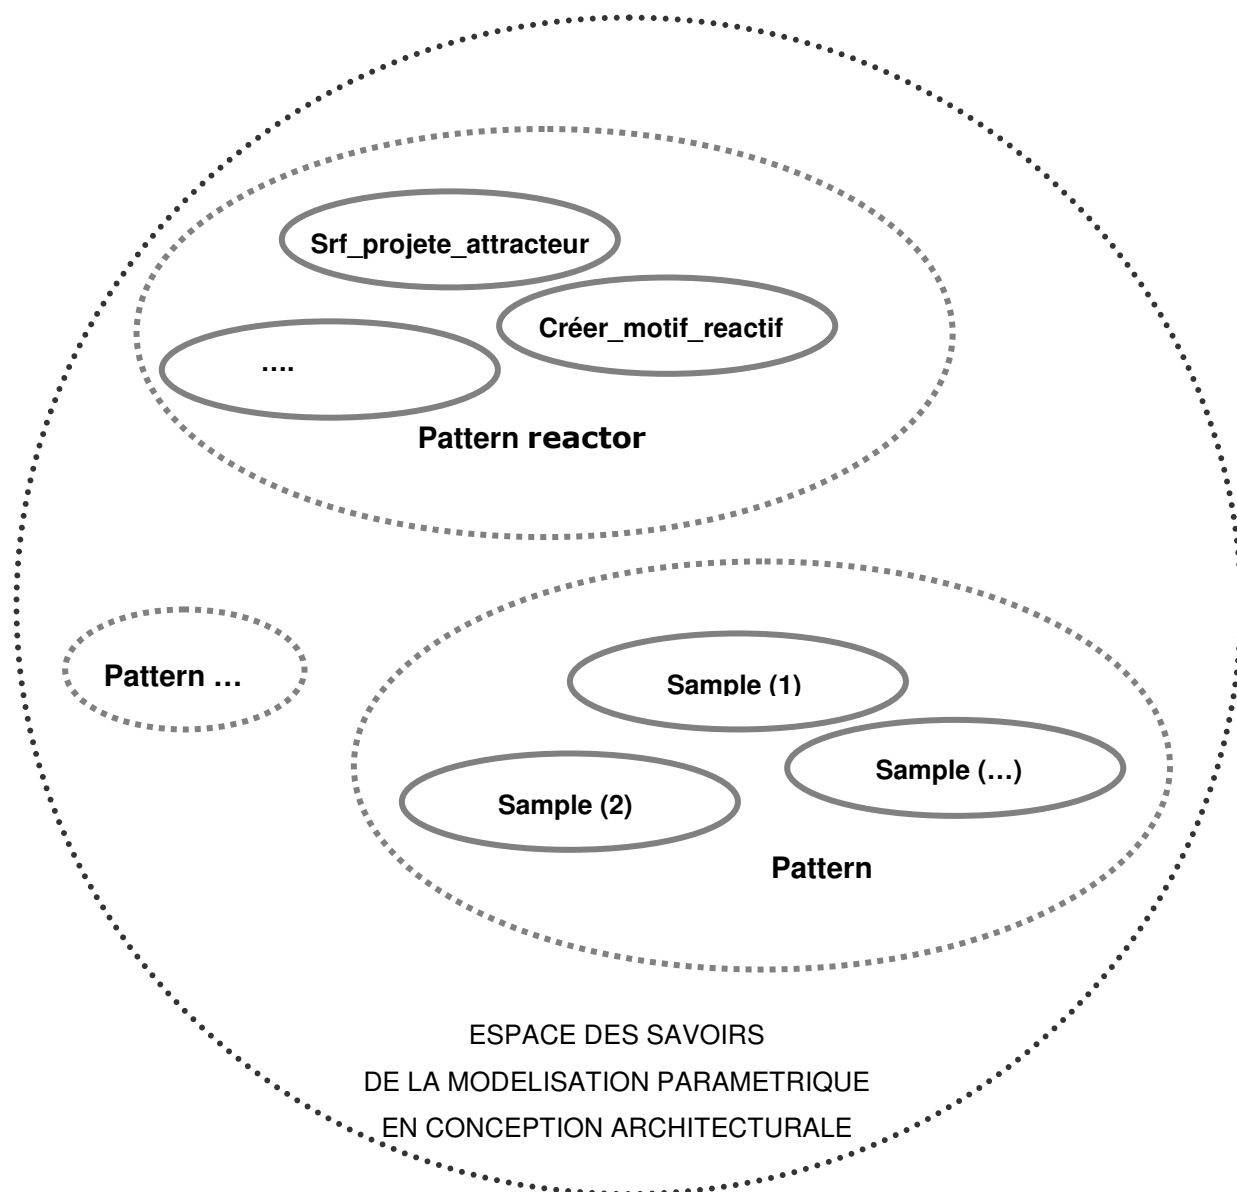 Srf_projete_attracteur
Créer_motif_reactif
....
Pattern reactor
Pattern ...
Sample (1)
Sample (...)
Sample (2)
Pattern
ESPACE DES SAVOIRS
DE LA MODELISATION PARAMETRIQUE
EN CONCEPTION ARCHITECTURALE